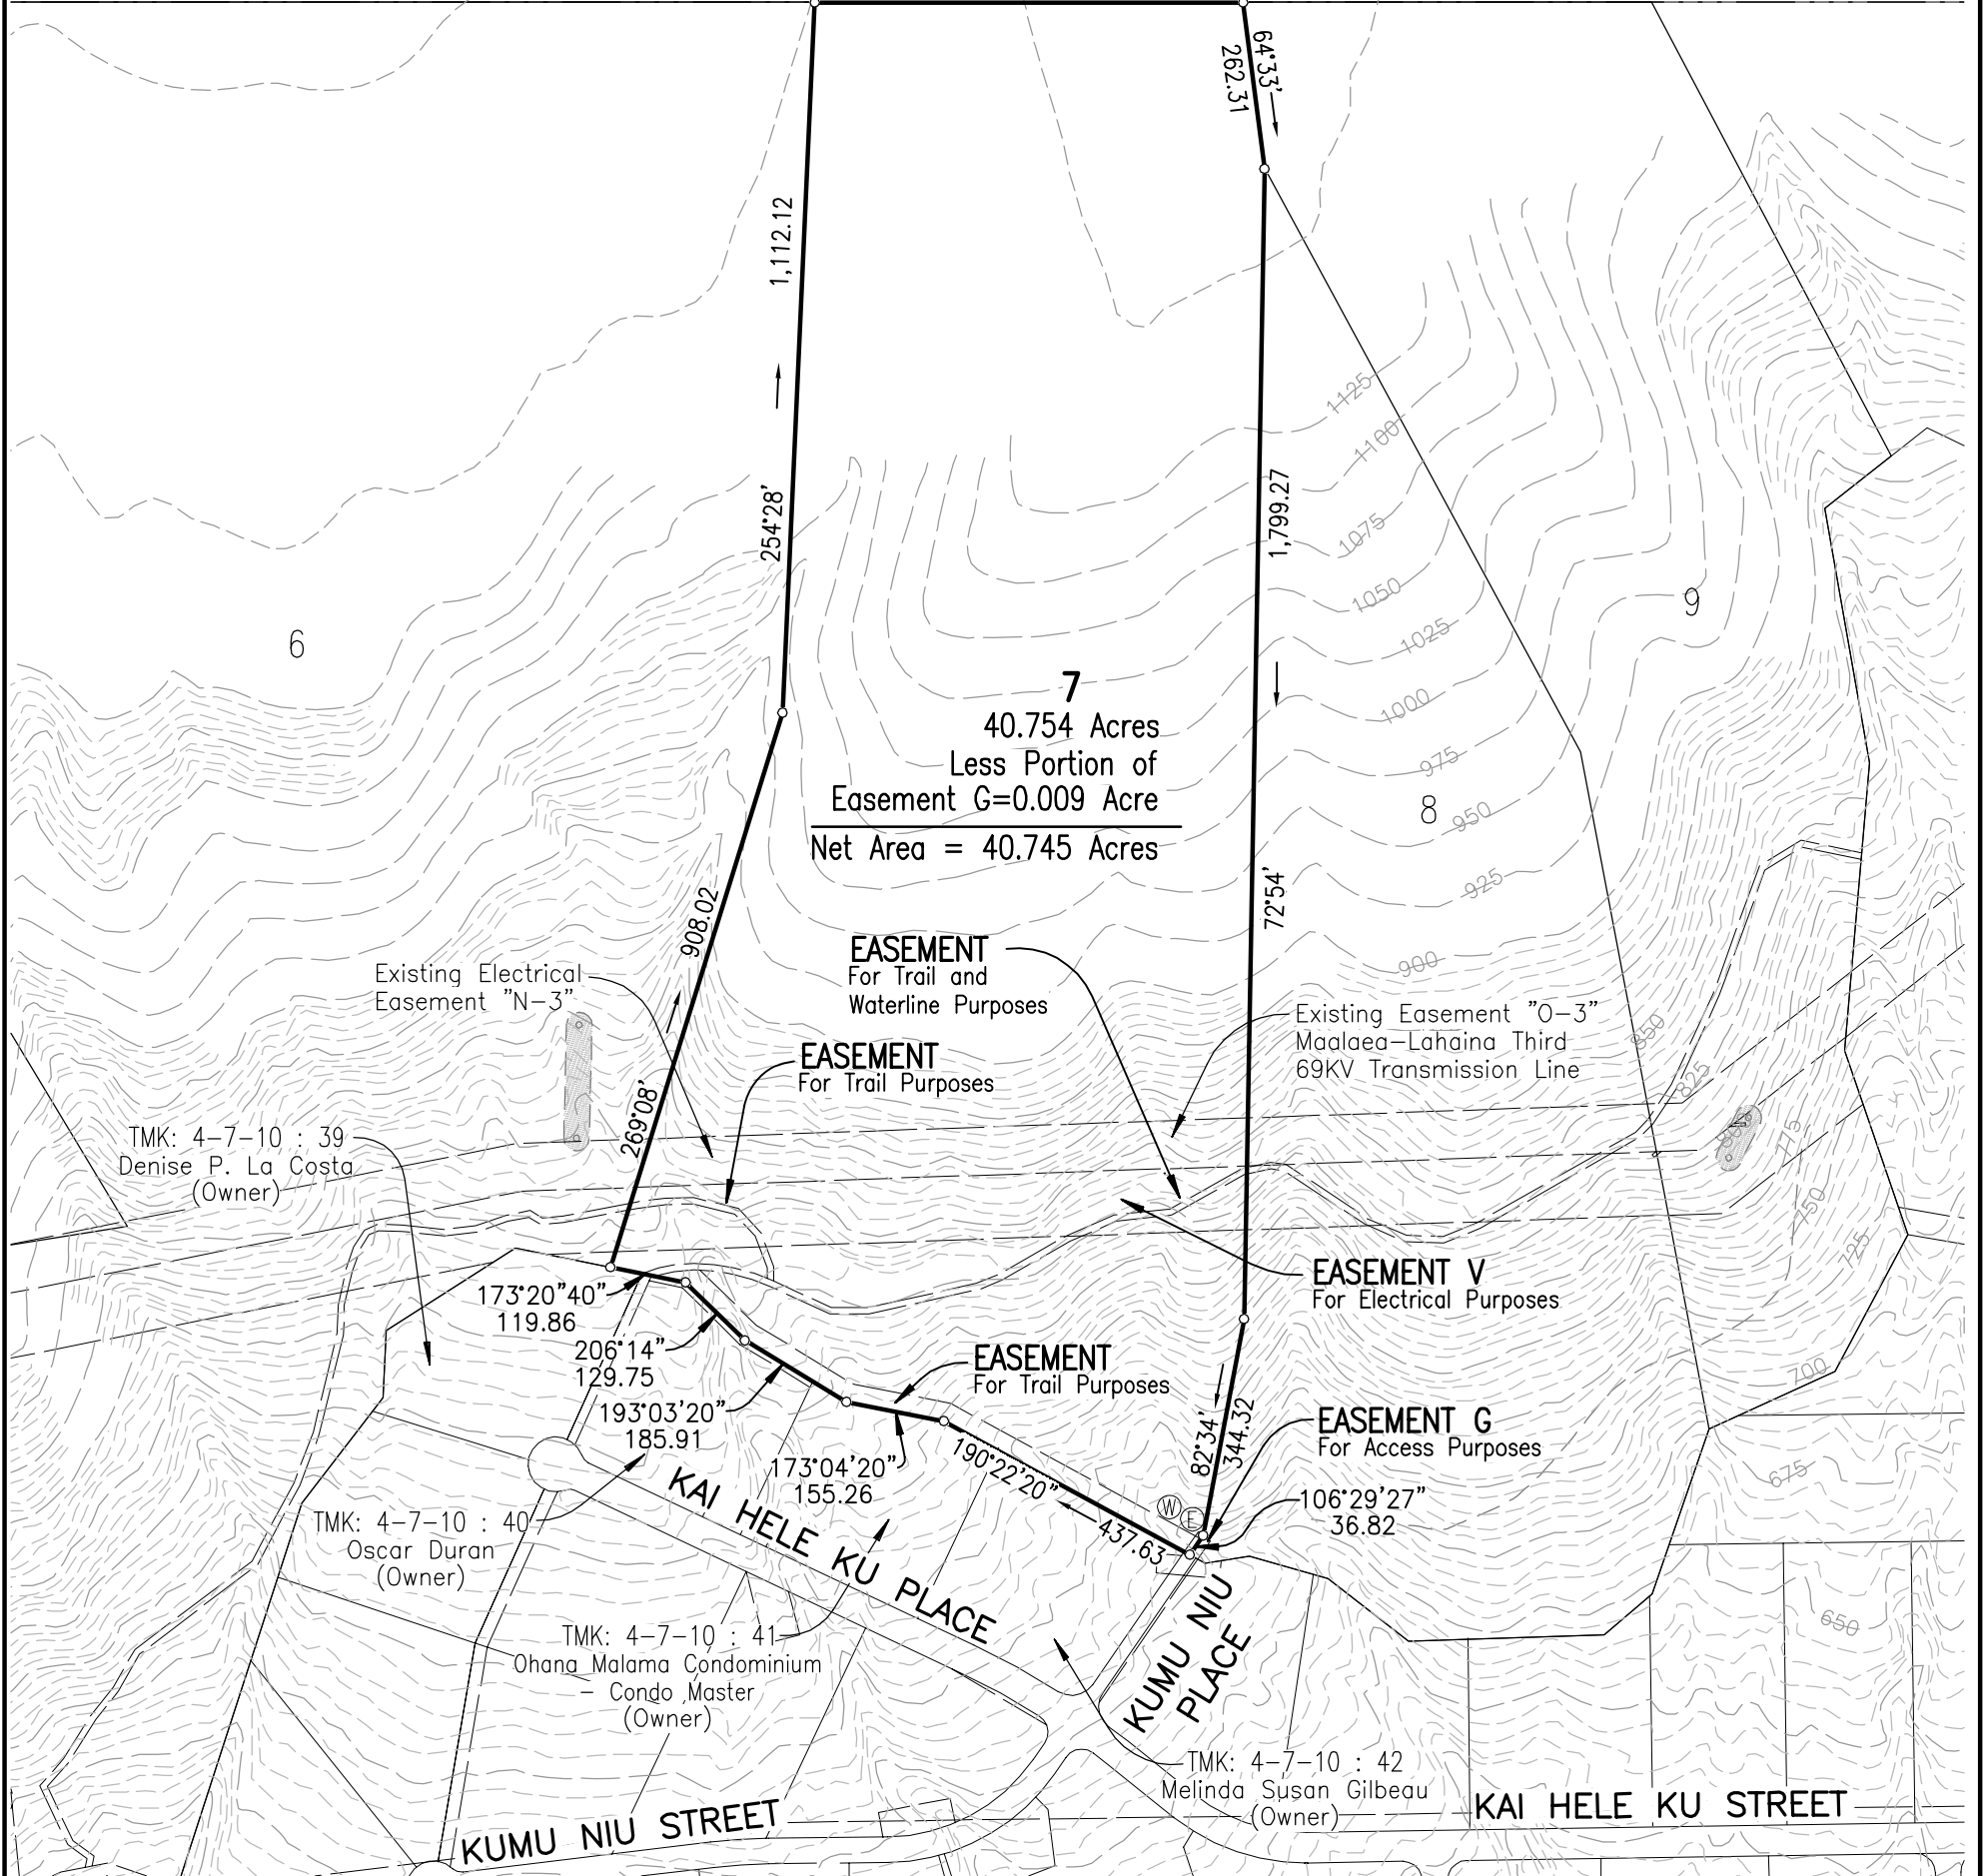 64°33'
262.31
1,112.12
254°28'
1,799.27
72°54'
1125
1100
1075
1050
1025
1000
975
950
925
900
850
825
800
775
750
725
700
675
650
6
9
8
7
40.754 Acres
Less Portion of
Easement G=0.009 Acre
Net Area = 40.745 Acres
908.02
269°08'
EASEMENT
For Trail and
Waterline Purposes
Existing Electrical
Easement "N-3"
Existing Easement "O-3"
Maalaea-Lahaina Third
69KV Transmission Line
EASEMENT
For Trail Purposes
TMK: 4-7-10 : 39
Denise P. La Costa
(Owner)
EASEMENT V
For Electrical Purposes
173°20"40"
119.86
206°14"
129.75
193°03'20"
185.91
173°04'20"
155.26
EASEMENT
For Trail Purposes
190°22'20"
437.63
82°34'
344.32
EASEMENT G
For Access Purposes
106°29'27"
36.82
W
E
TMK: 4-7-10 : 40
Oscar Duran
(Owner)
KAI HELE KU PLACE
KUMU NIU
PLACE
TMK: 4-7-10 : 41
Ohana Malama Condominium
- Condo Master
(Owner)
TMK: 4-7-10 : 42
Melinda Susan Gilbeau
(Owner)
KUMU NIU STREET
KAI HELE KU STREET